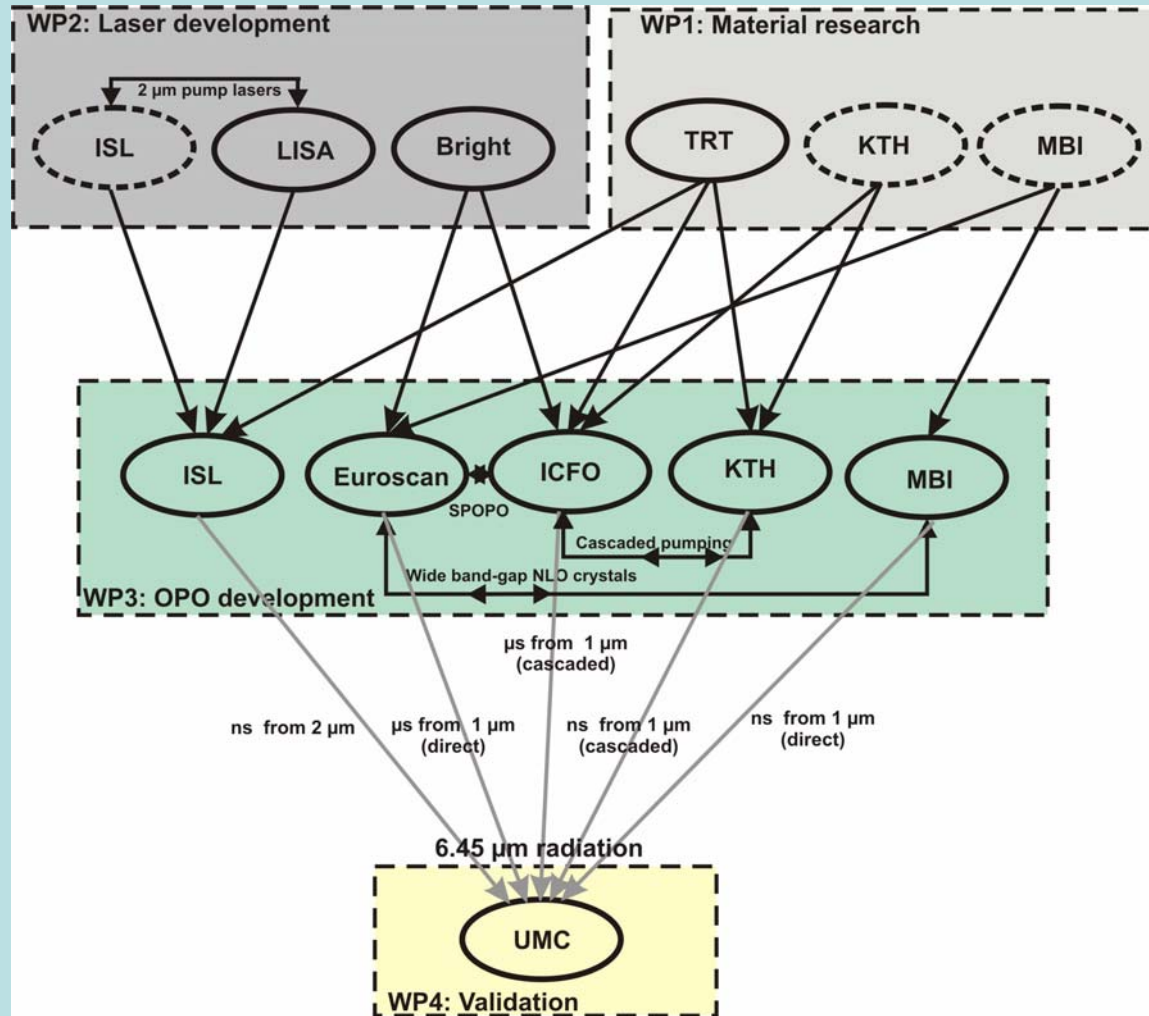 WP2: Laser development
WP1: Material research
2 µm pump lasers
ISL
LISA
Bright
TRT
KTH
MBI
ISL
Euroscan
ICFO
KTH
MBI
SPOPO
Cascaded pumping
Wide band-gap NLO crystals
WP3: OPO development
µs from 1 µm
(cascaded)
ns from 2 µm
µs from 1 µm
(direct)
ns from 1 µm
(cascaded)
ns from 1 µm
(direct)
6.45 µm radiation
UMC
WP4: Validation